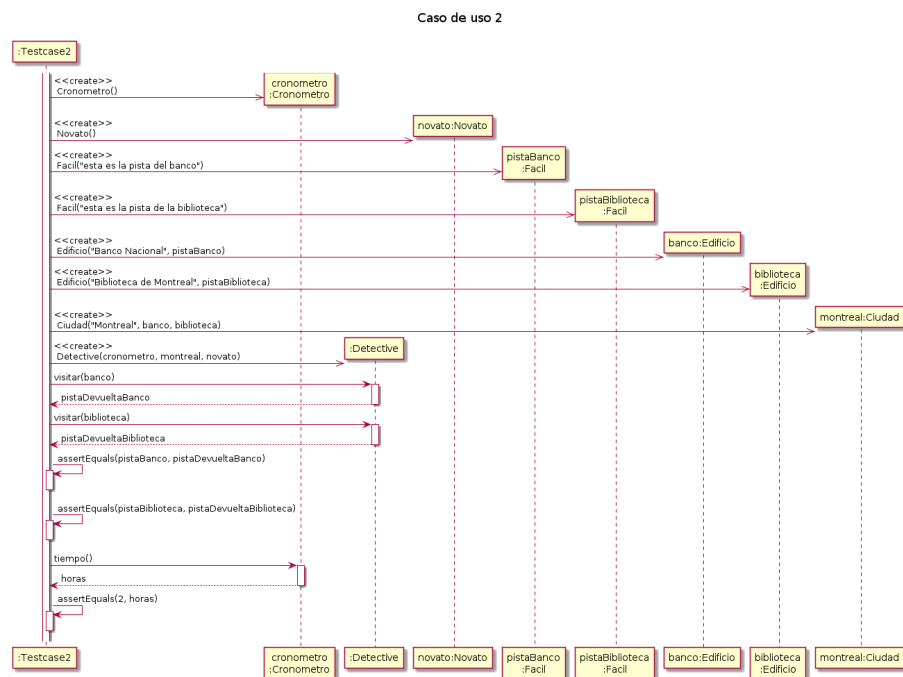 Caso de uso 2
:Testcase2
<<create>>
Cronometro()
cronometro
:Cronometro
<<create>>
Novato()
novato:Novato
<<create>>
Facil("esta es la pista del banco")
pistaBanco
:Facil
<<create>>
Facil("esta es la pista de la biblioteca")
pistaBiblioteca
:Facil
<<create>>
Edificio("Banco Nacional", pistaBanco)
banco:Edificio
<<create>>
Edificio("Biblioteca de Montreal", pistaBiblioteca)
biblioteca
:Edificio
<<create>>
Ciudad("Montreal", banco, biblioteca)
montreal:Ciudad
<<create>>
Detective(cronometro, montreal, novato)
:Detective
visitar(banco)
pistaDevueltaBanco
visitar(biblioteca)
pistaDevueltaBiblioteca
assertEquals(pistaBanco, pistaDevueltaBanco)
assertEquals(pistaBiblioteca, pistaDevueltaBiblioteca)
tiempo()
horas
assertEquals(2, horas)
:Testcase2
cronometro
:Cronometro
:Detective
novato:Novato
pistaBanco
:Facil
pistaBiblioteca
:Facil
banco:Edificio
biblioteca
:Edificio
montreal:Ciudad